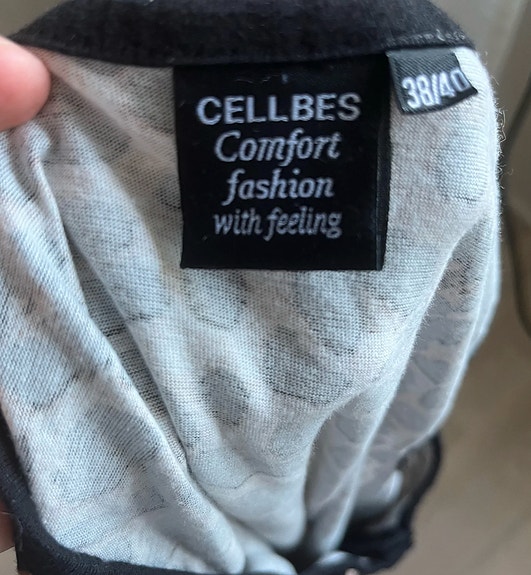 CELLBES
Comfort
fashion
with feeling
38/40